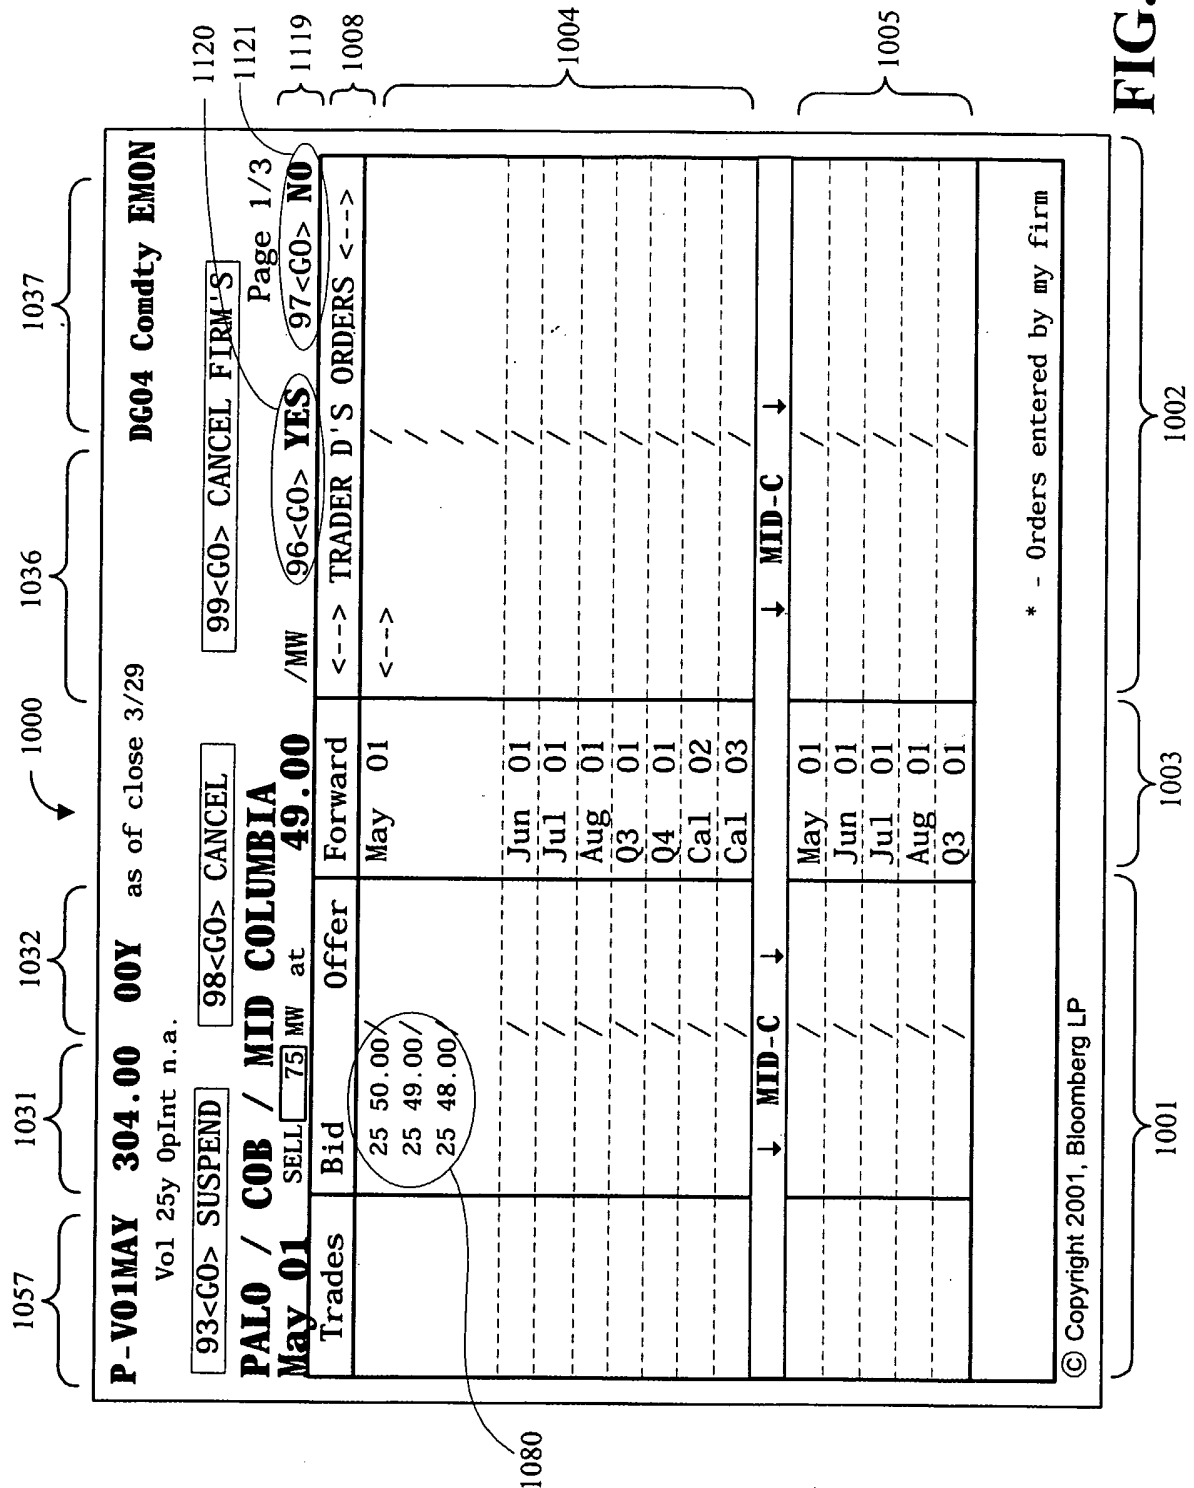 1000
1057
1031
1032
1036
1037
P-V01MAY 304.00 00Y as of close 3/29 DG04 Comdty EMON
Vol 25y OpInt n.a.
93<GO> SUSPEND 98<GO> CANCEL 99<GO> CANCEL FIRM'S
PALO / COB / MID COLUMBIA Page 1/3
May 01 SELL 75 MW at 49.00 /MW 96<GO> YES 97<GO> NO
Trades Bid Offer Forward <--> TRADER D'S ORDERS <-->
25 50.00/ May 01 <--> /
25 49.00/ /
25 48.00/ /
/
/ Jun 01 /
/ Jul 01 /
/ Aug 01 /
/ Q3 01 /
/ Q4 01 /
/ Cal 02 /
/ Cal 03 /
↓ MID-C ↓ ↓ MID-C ↓
/ May 01 /
/ Jun 01 /
/ Jul 01 /
/ Aug 01 /
/ Q3 01 /
* - Orders entered by my firm
© Copyright 2001, Bloomberg LP
1001
1003
1002
1080
1120
1121
1119
1008
1004
1005
FIG.